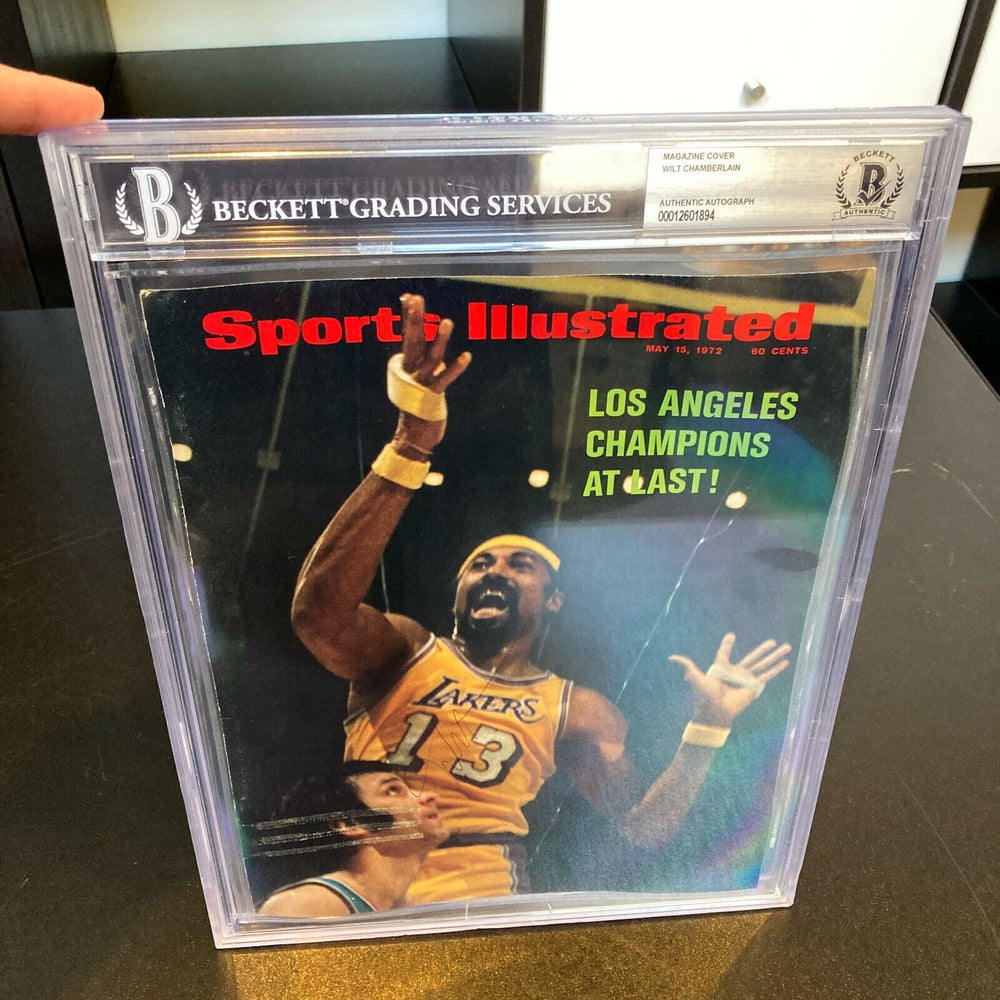 B BECKETT® GRADING SERVICES
MAGAZINE COVER
WILT CHAMBERLAIN
AUTHENTIC AUTOGRAPH
00012601894
BECKETT
B
AUTHENTIC
Sports Illustrated
MAY 15, 1972 60 CENTS
LOS ANGELES
CHAMPIONS
AT LAST!
LAKERS
13